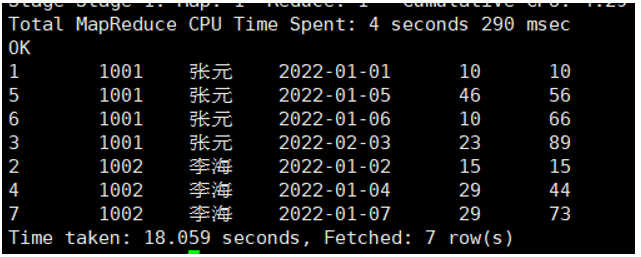 Total MapReduce CPU Time Spent: 4 seconds 290 msec
OK
1 1001 张元 2022-01-01 10 10
5 1001 张元 2022-01-05 46 56
6 1001 张元 2022-01-06 10 66
3 1001 张元 2022-02-03 23 89
2 1002 李海 2022-01-02 15 15
4 1002 李海 2022-01-04 29 44
7 1002 李海 2022-01-07 29 73
Time taken: 18.059 seconds, Fetched: 7 row(s)